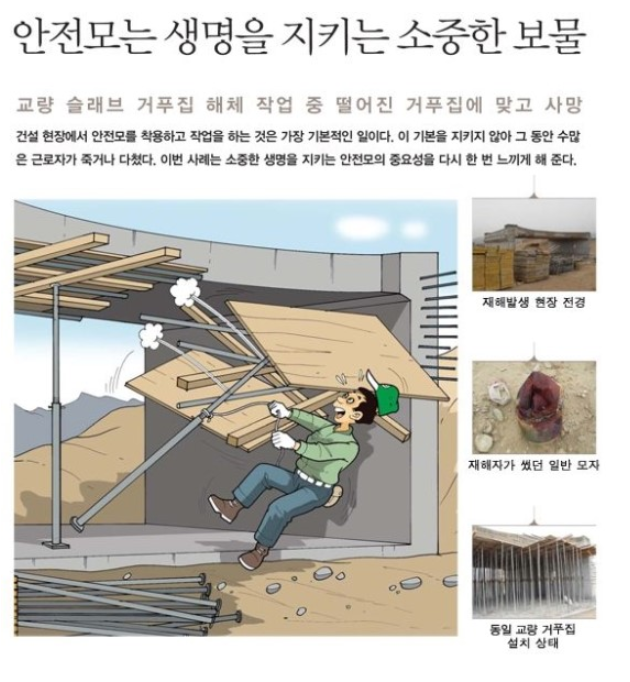 안전모는 생명을 지키는 소중한 보물
교량 슬래브 거푸집 해체 작업 중 떨어진 거푸집에 맞고 사망
건설 현장에서 안전모를 착용하고 작업을 하는 것은 가장 기본적인 일이다. 이 기본을 지키지 않아 그 동안 수많
은 근로자가 죽거나 다쳤다. 이번 사례는 소중한 생명을 지키는 안전모의 중요성을 다시 한 번 느끼게 해 준다.
재해발생 현장 전경
재해자가 썼던 일반 모자
동일 교량 거푸집
설치 상태